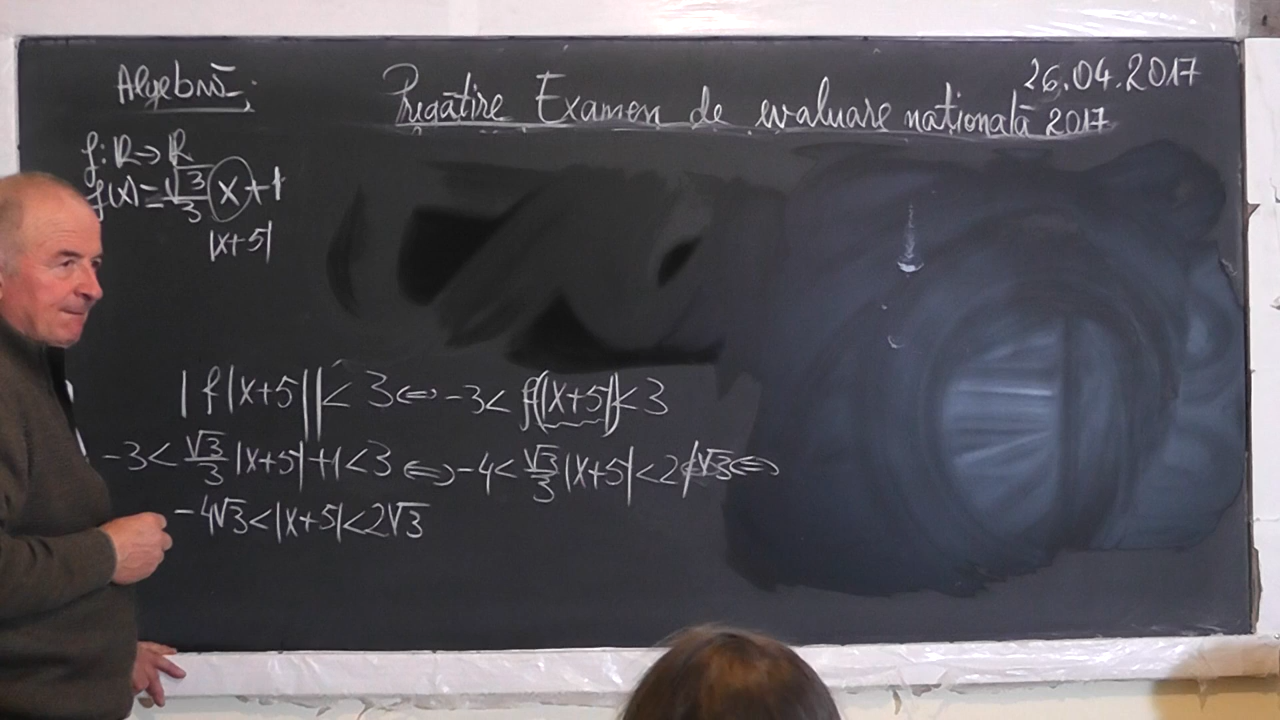 Algebră:
Pregătire Examen de evaluare națională 2017
26.04.2017
f: ℝ→ℝ
f(x) = √3/3 x+1
|x+5|
|f|x+5||<3 ⇔ -3< f(|x+5|)<3
-3< √3/3 |x+5| +1<3 ⇔ -4< √3/3 |x+5| <2 | ·√3 ⇔
-4√3<|x+5|<2√3